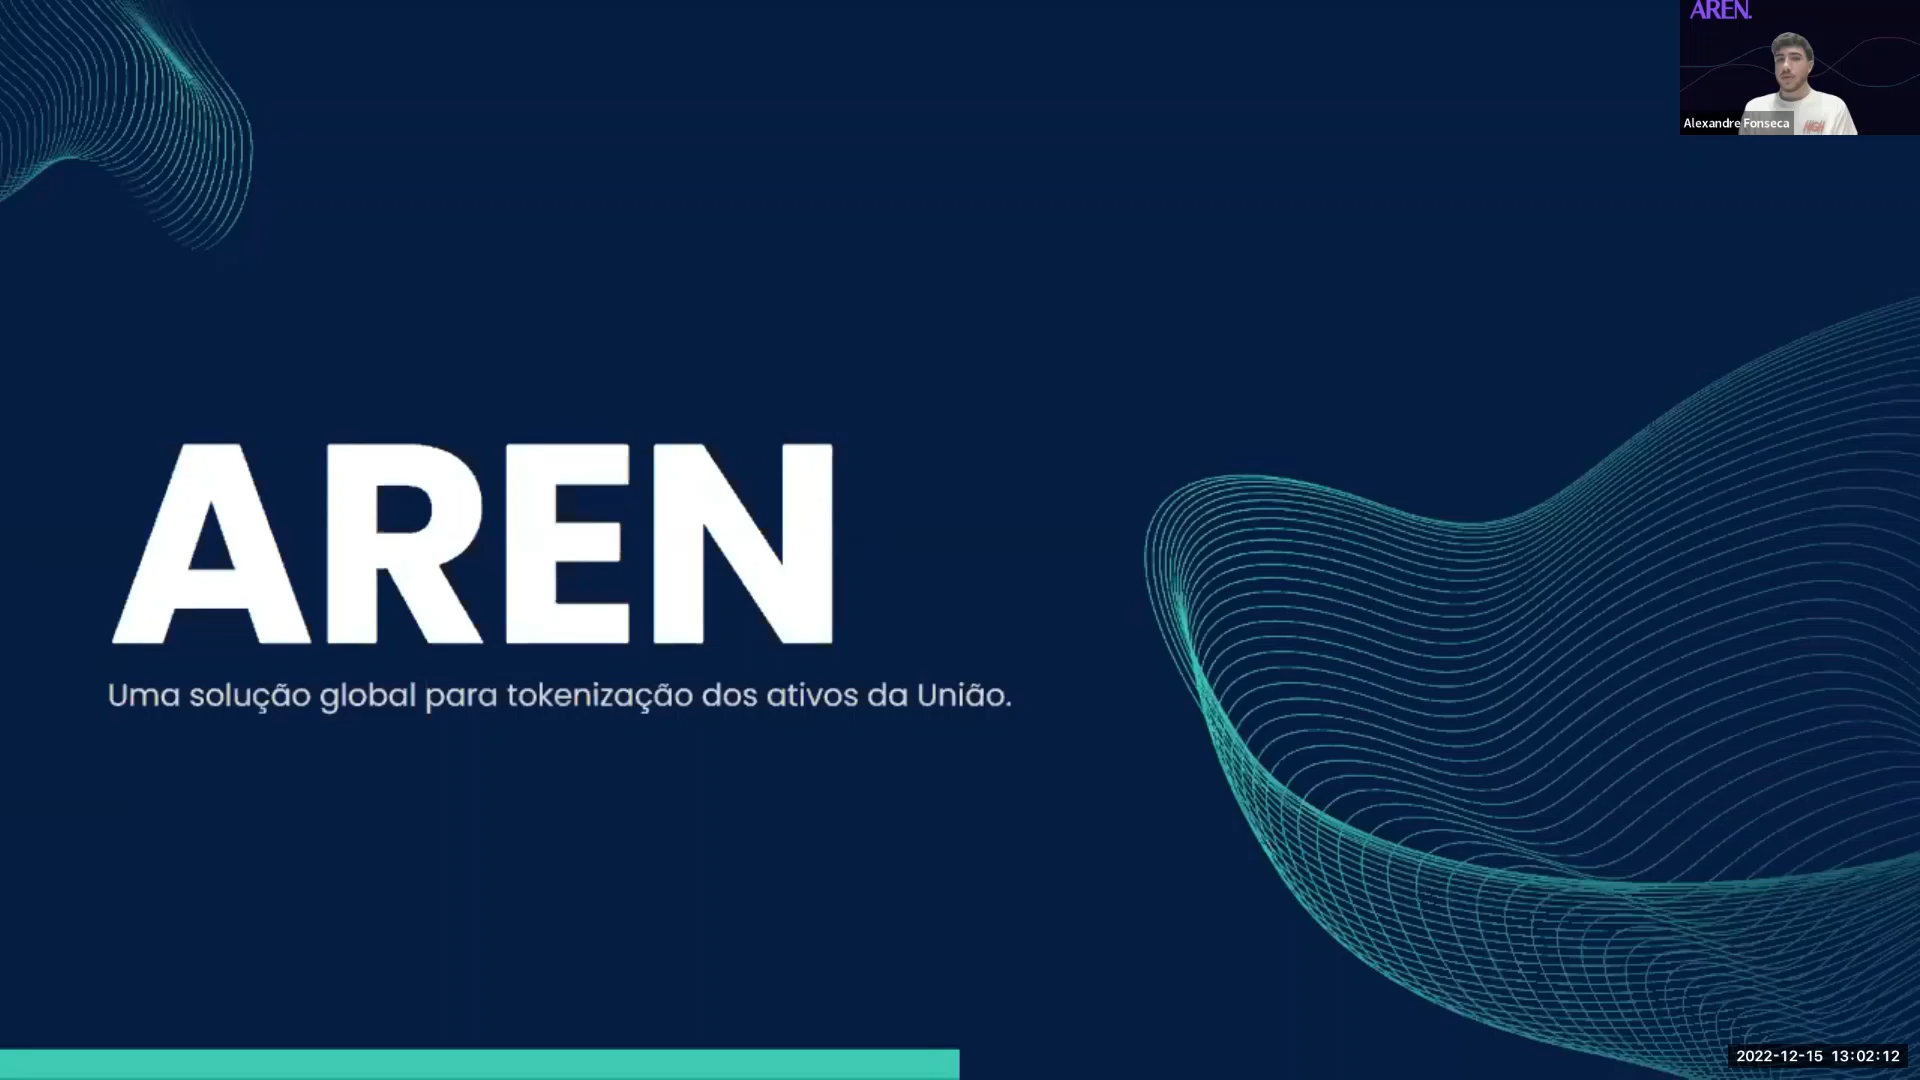 AREN.
Alexandre Fonseca
HIGH
AREN
Uma solução global para tokenização dos ativos da União.
2022-12-15 13:02:12